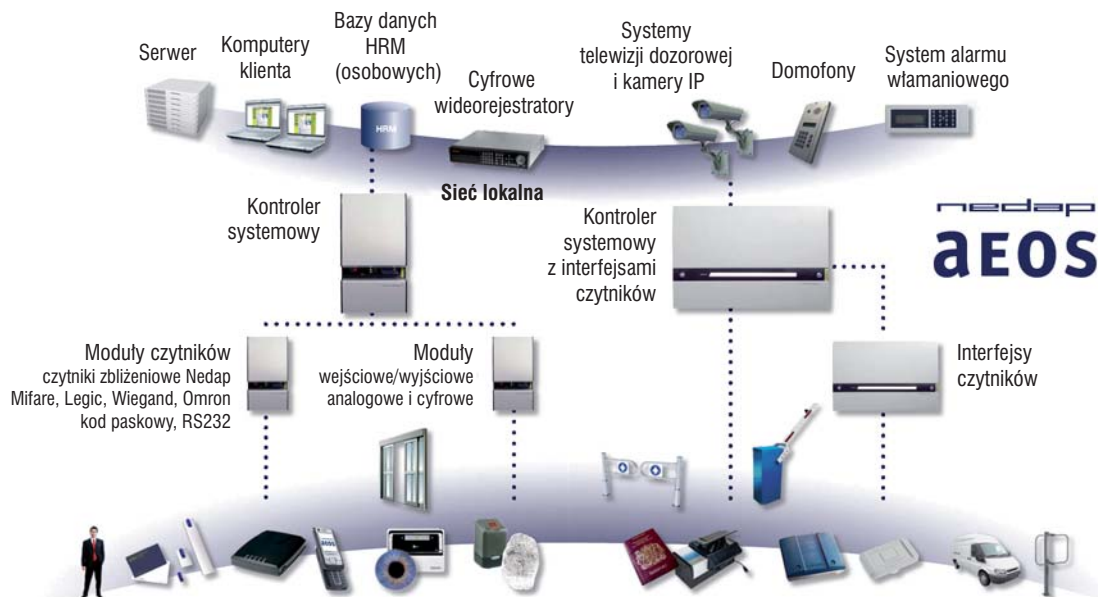 Serwer
Komputery
klienta
Bazy danych
HRM
(osobowych)
HRM
Cyfrowe
wideorejestratory
Systemy
telewizji dozorowej
i kamery IP
Domofony
System alarmu
włamaniowego
Sieć lokalna
Kontroler
systemowy
Kontroler
systemowy
z interfejsami
czytników
nedap
aEOS
Moduły czytników
czytniki zbliżeniowe Nedap
Mifare, Legic, Wiegand, Omron
kod paskowy, RS232
Moduły
wejściowe/wyjściowe
analogowe i cyfrowe
Interfejsy
czytników
aEOS